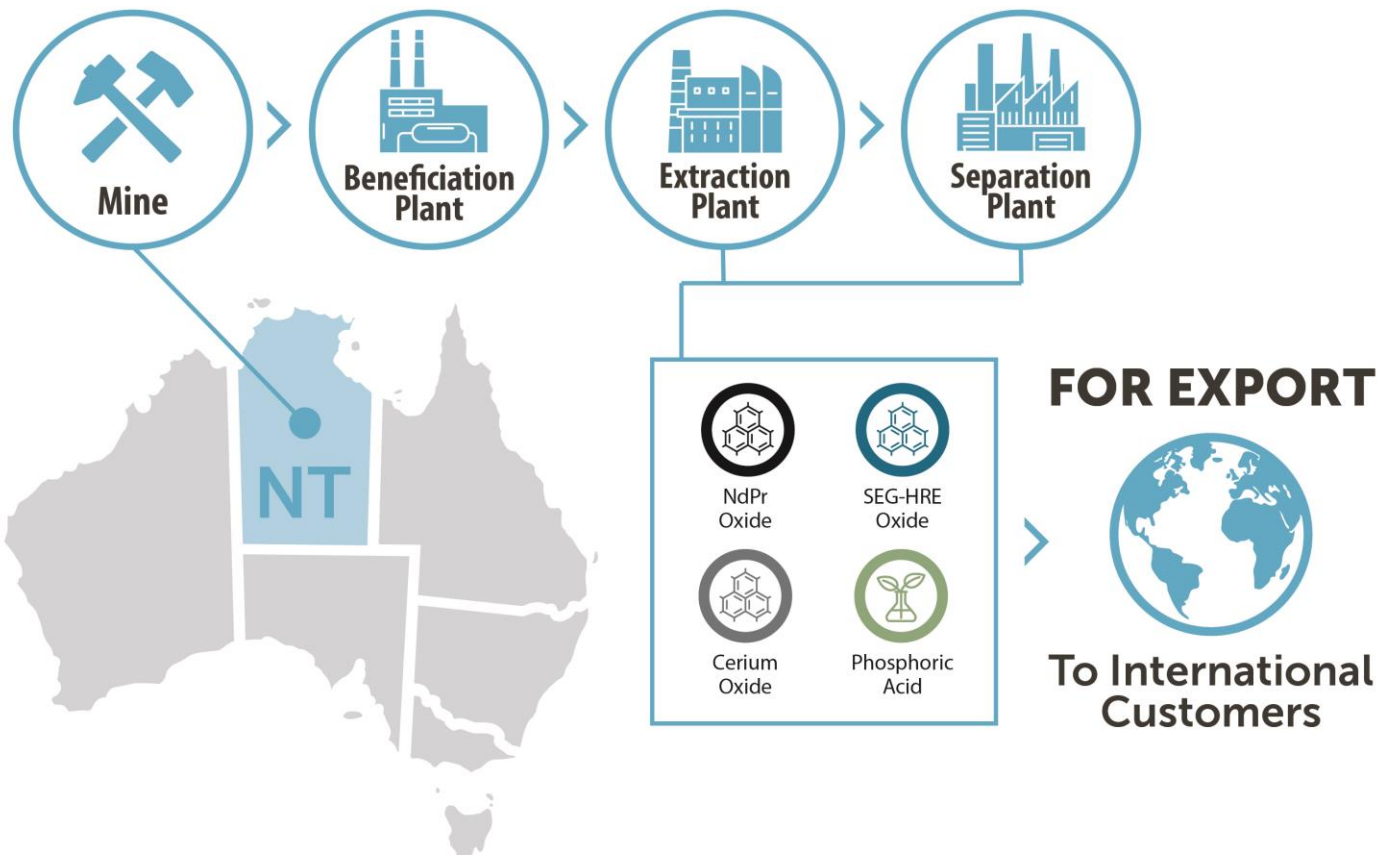 Mine
Beneficiation
Plant
Extraction
Plant
Separation
Plant
NT
NdPr
Oxide
SEG-HRE
Oxide
Cerium
Oxide
Phosphoric
Acid
FOR EXPORT
To International
Customers